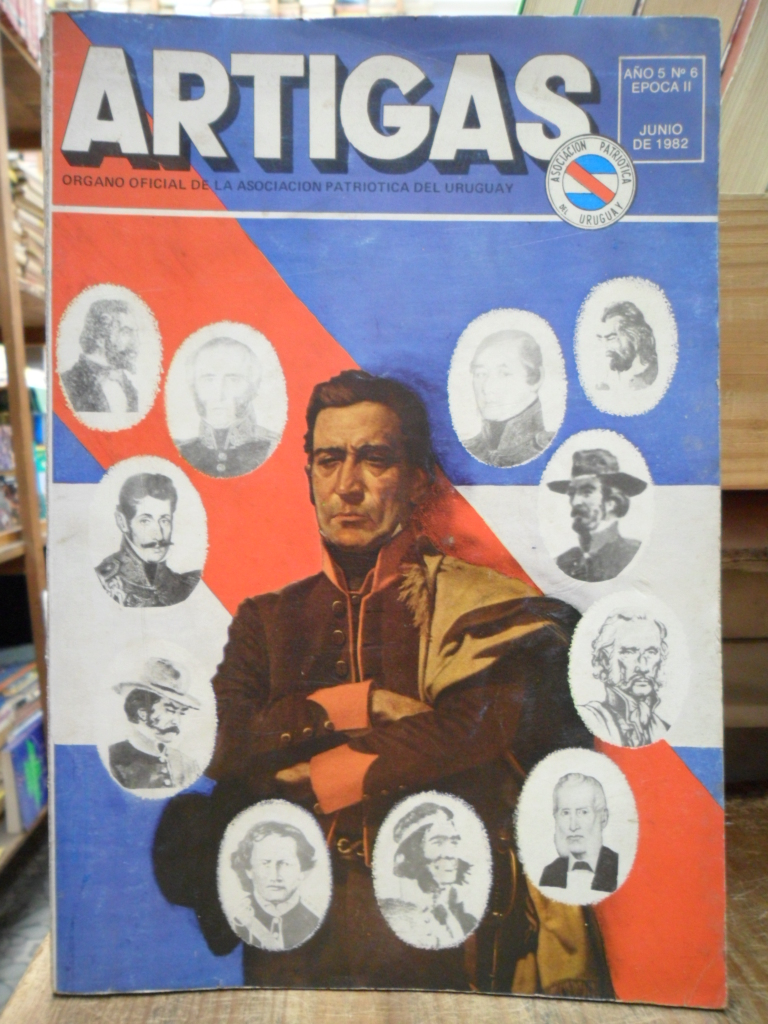 ARTIGAS
AÑO 5 Nº 6
EPOCA II
JUNIO
DE 1982
ORGANO OFICIAL DE LA ASOCIACION PATRIOTICA DEL URUGUAY
ASOCIACION PATRIOTICA
DEL URUGUAY